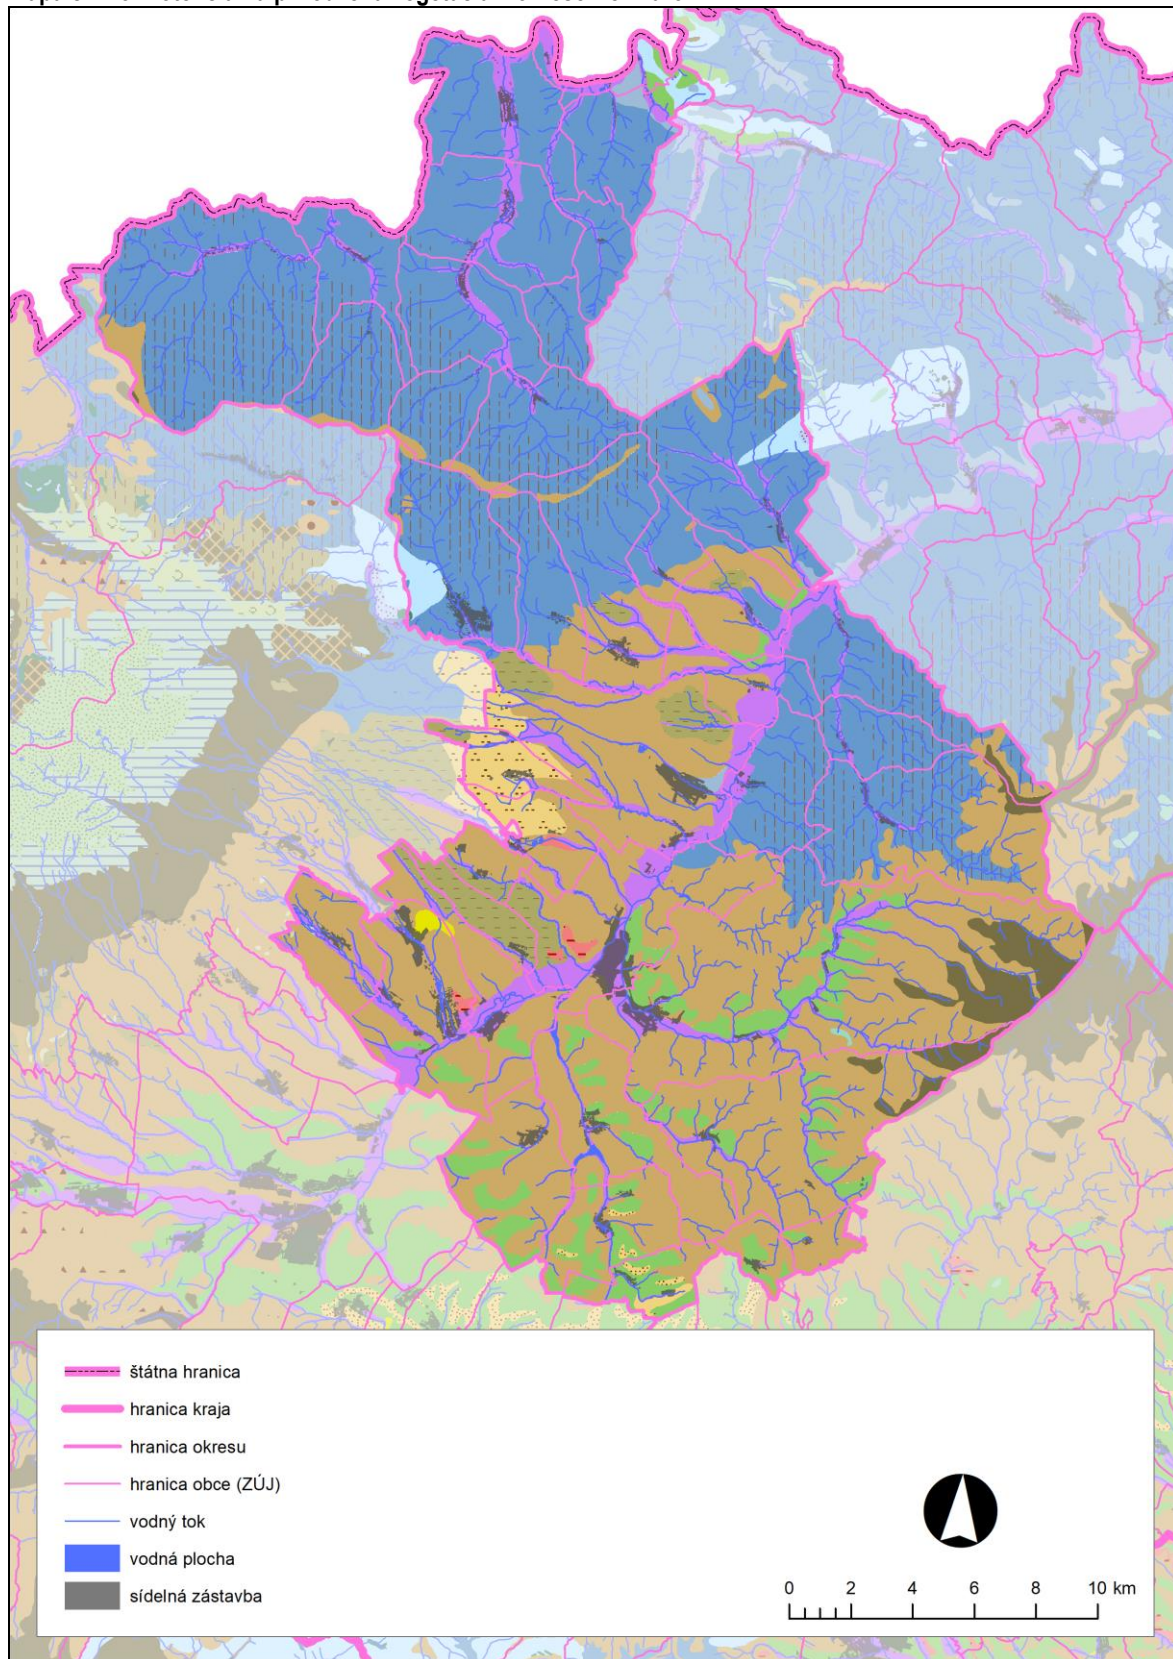 štátna hranica
hranica kraja
hranica okresu
hranica obce (ZÚJ)
vodný tok
vodná plocha
sídelná zástavba
0 2 4 6 8 10 km